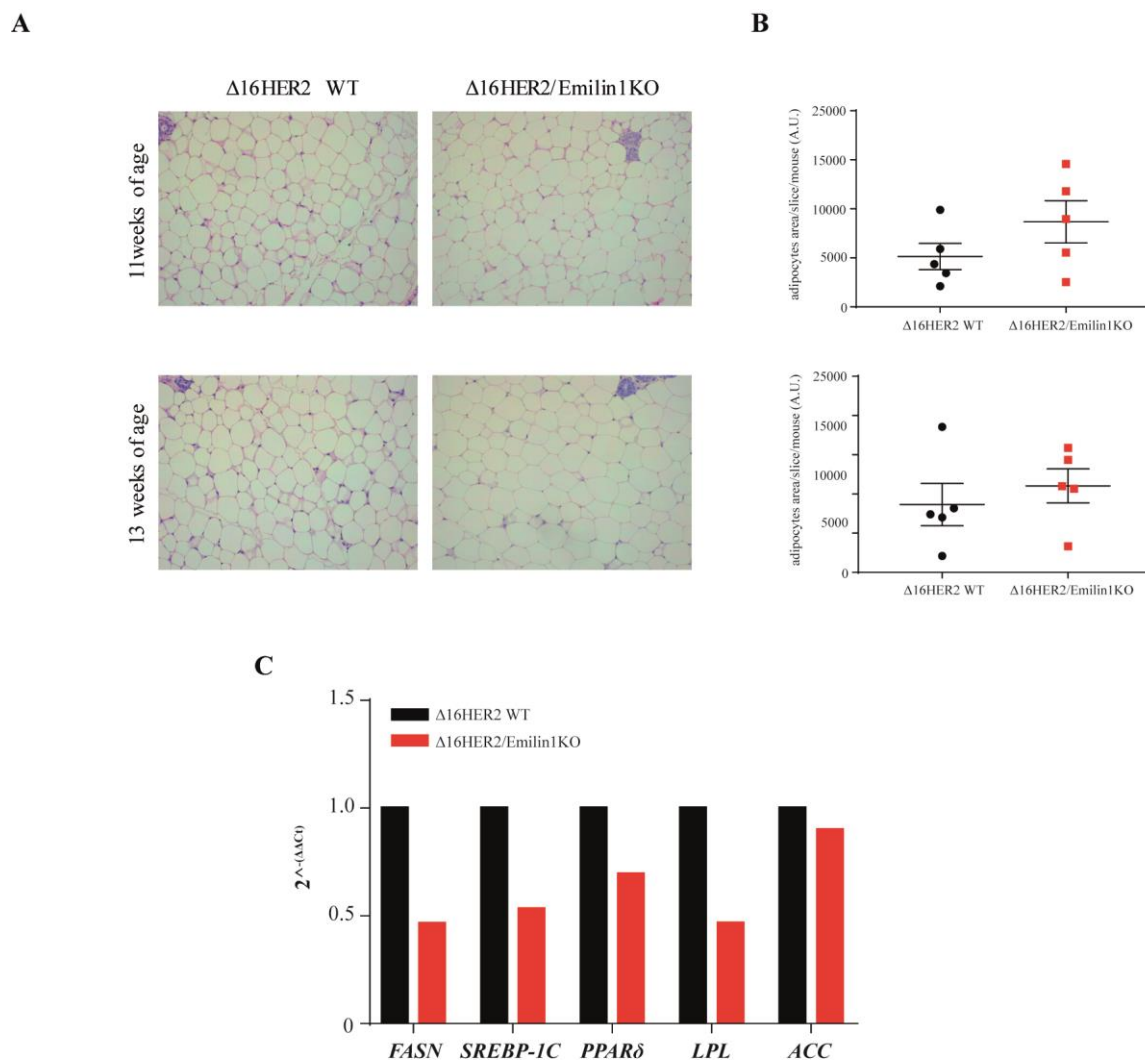 A
B
Δ16HER2 WT
Δ16HER2/Emilin1KO
11weeks of age
13 weeks of age
adipocytes area/slice/mouse (A.U.)
25000
15000
10000
5000
0
Δ16HER2 WT
Δ16HER2/Emilin1KO
adipocytes area/slice/mouse (A.U.)
25000
15000
10000
5000
0
Δ16HER2 WT
Δ16HER2/Emilin1KO
C
2^-(ΔΔCt)
1.5
1.0
0.5
0
Δ16HER2 WT
Δ16HER2/Emilin1KO
FASN SREBP-1C PPARδ LPL ACC